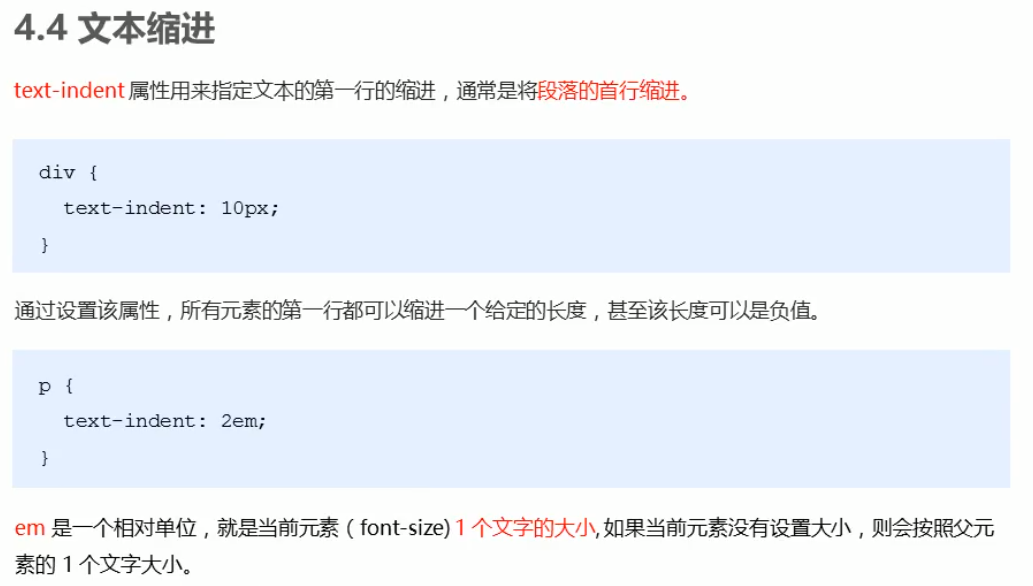 4.4 文本缩进
text-indent 属性用来指定文本的第一行的缩进，通常是将段落的首行缩进。
div {
  text-indent: 10px;
}
通过设置该属性，所有元素的第一行都可以缩进一个给定的长度，甚至该长度可以是负值。
p {
  text-indent: 2em;
}
em 是一个相对单位，就是当前元素（font-size) 1 个文字的大小,如果当前元素没有设置大小，则会按照父元
素的 1 个文字大小。